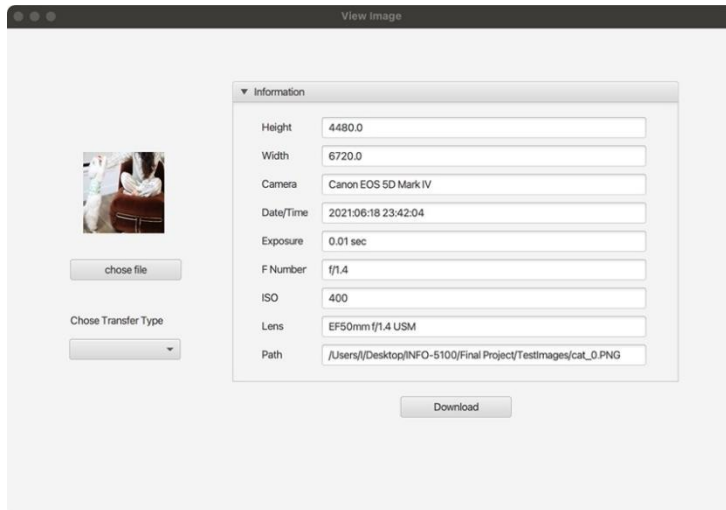 View Image
Information
Height 4480.0
Width 6720.0
Camera Canon EOS 5D Mark IV
Date/Time 2021:06:18 23:42:04
Exposure 0.01 sec
chose file
F Number f/1.4
ISO 400
Chose Transfer Type
Lens EF50mm f/1.4 USM
Path /Users/l/Desktop/INFO-5100/Final Project/TestImages/cat_0.PNG
Download